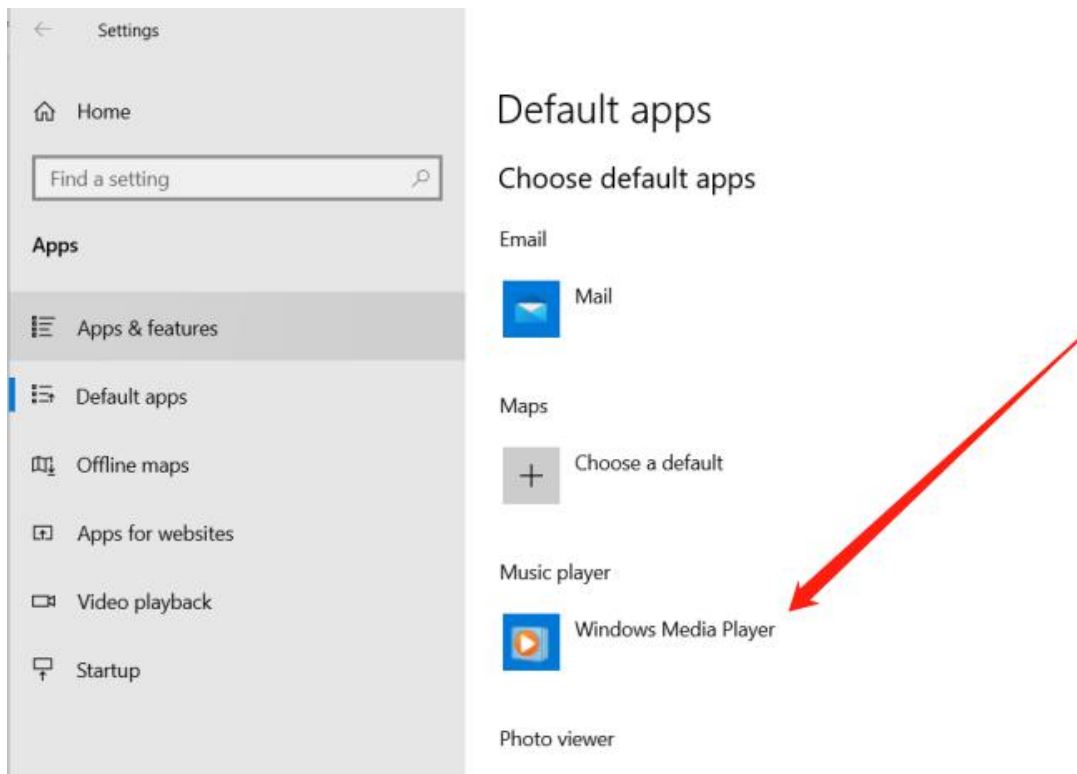 Settings
Home
Find a setting
Apps
Apps & features
Default apps
Offline maps
Apps for websites
Video playback
Startup
Default apps
Choose default apps
Email
Mail
Maps
Choose a default
Music player
Windows Media Player
Photo viewer